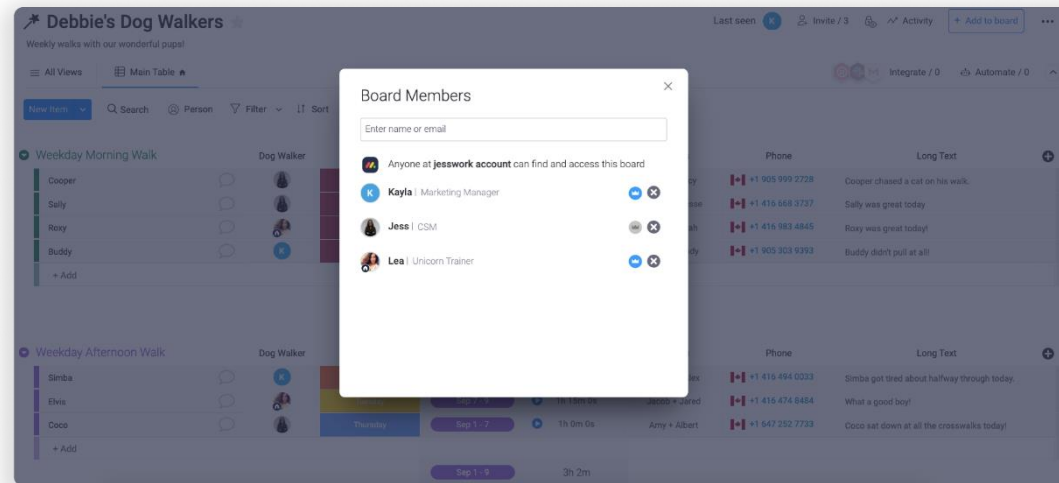 Debbie's Dog Walkers
Last seen K Invite / 3 Activity + Add to board
Weekly walks with our wonderful pups!
All Views Main Table Integrate / 0 Automate / 0
New Item Search Person Filter Sort
Board Members
Enter name or email
Anyone at jesswork account can find and access this board
K Kayla | Marketing Manager
Jess | CSM
Lea | Unicorn Trainer
Weekday Morning Walk Dog Walker Phone Long Text
Cooper +1 905 999 2728 Cooper chased a cat on his walk.
Sally +1 416 668 3737 Sally was great today
Roxy +1 416 983 4845 Roxy was great today!
Buddy K +1 905 303 9393 Buddy didn't pull at all!
+ Add
Weekday Afternoon Walk Dog Walker Phone Long Text
Simba K +1 416 494 0033 Simba got tired about halfway through today.
Elvis Sep 7 - 9 1h 15m 0s Jacob + Jared +1 416 474 8484 What a good boy!
Coco Thursday Sep 1 - 7 1h 0m 0s Amy + Albert +1 647 252 7733 Coco sat down at all the crosswalks today!
+ Add
Sep 1 - 9 3h 2m